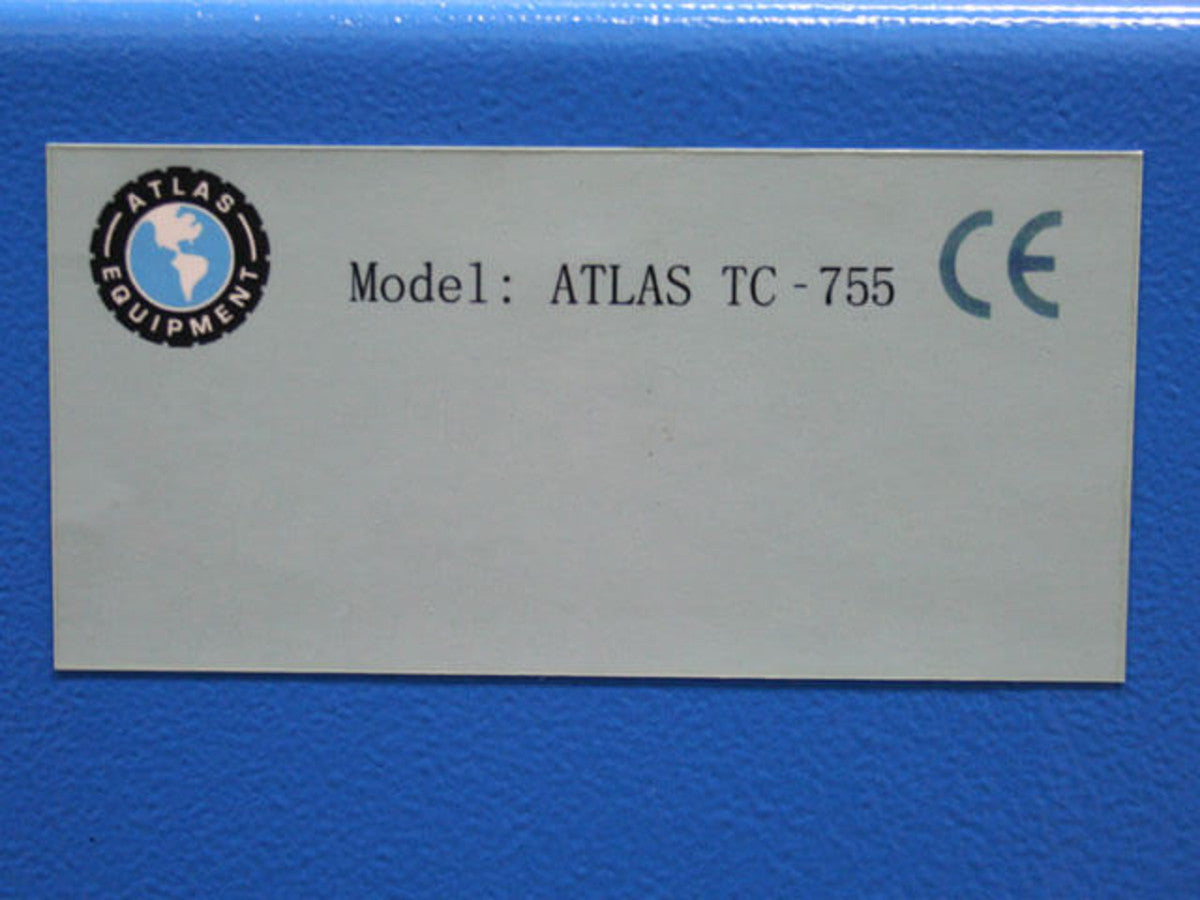 ATLAS
EQUIPMENT
Model: ATLAS TC-755
CE